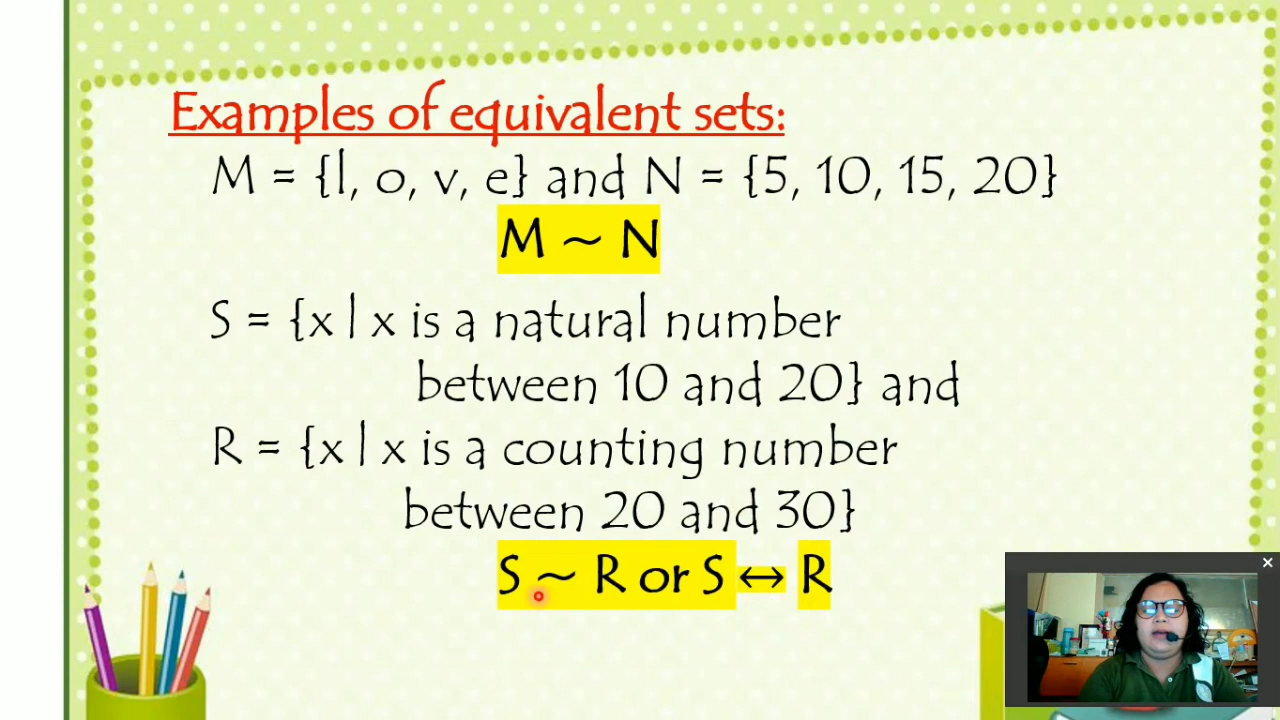 Examples of equivalent sets:
M = {l, o, v, e} and N = {5, 10, 15, 20}
M ~ N
S = {x | x is a natural number
between 10 and 20} and
R = {x | x is a counting number
between 20 and 30}
S ~ R or S ↔ R